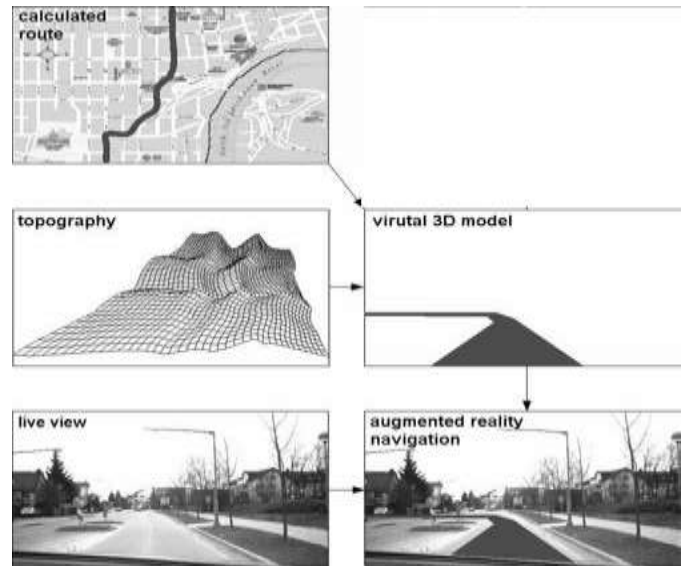 calculated
route
topography
virutal 3D model
live view
augmented reality
navigation